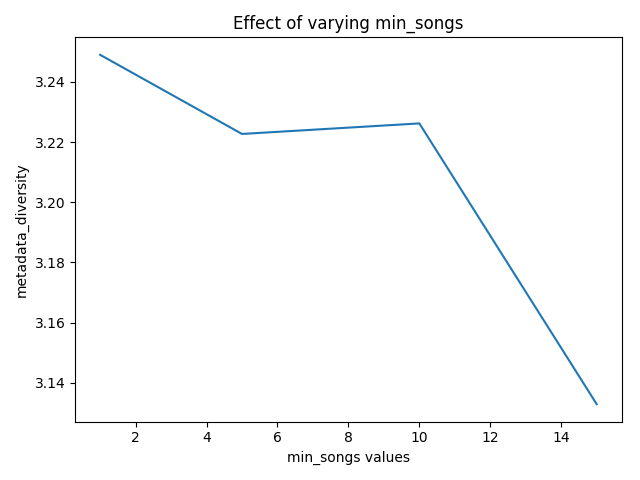 Effect of varying min_songs
3.24
3.22
3.20
3.18
3.16
3.14
metadata_diversity
2 4 6 8 10 12 14
min_songs values